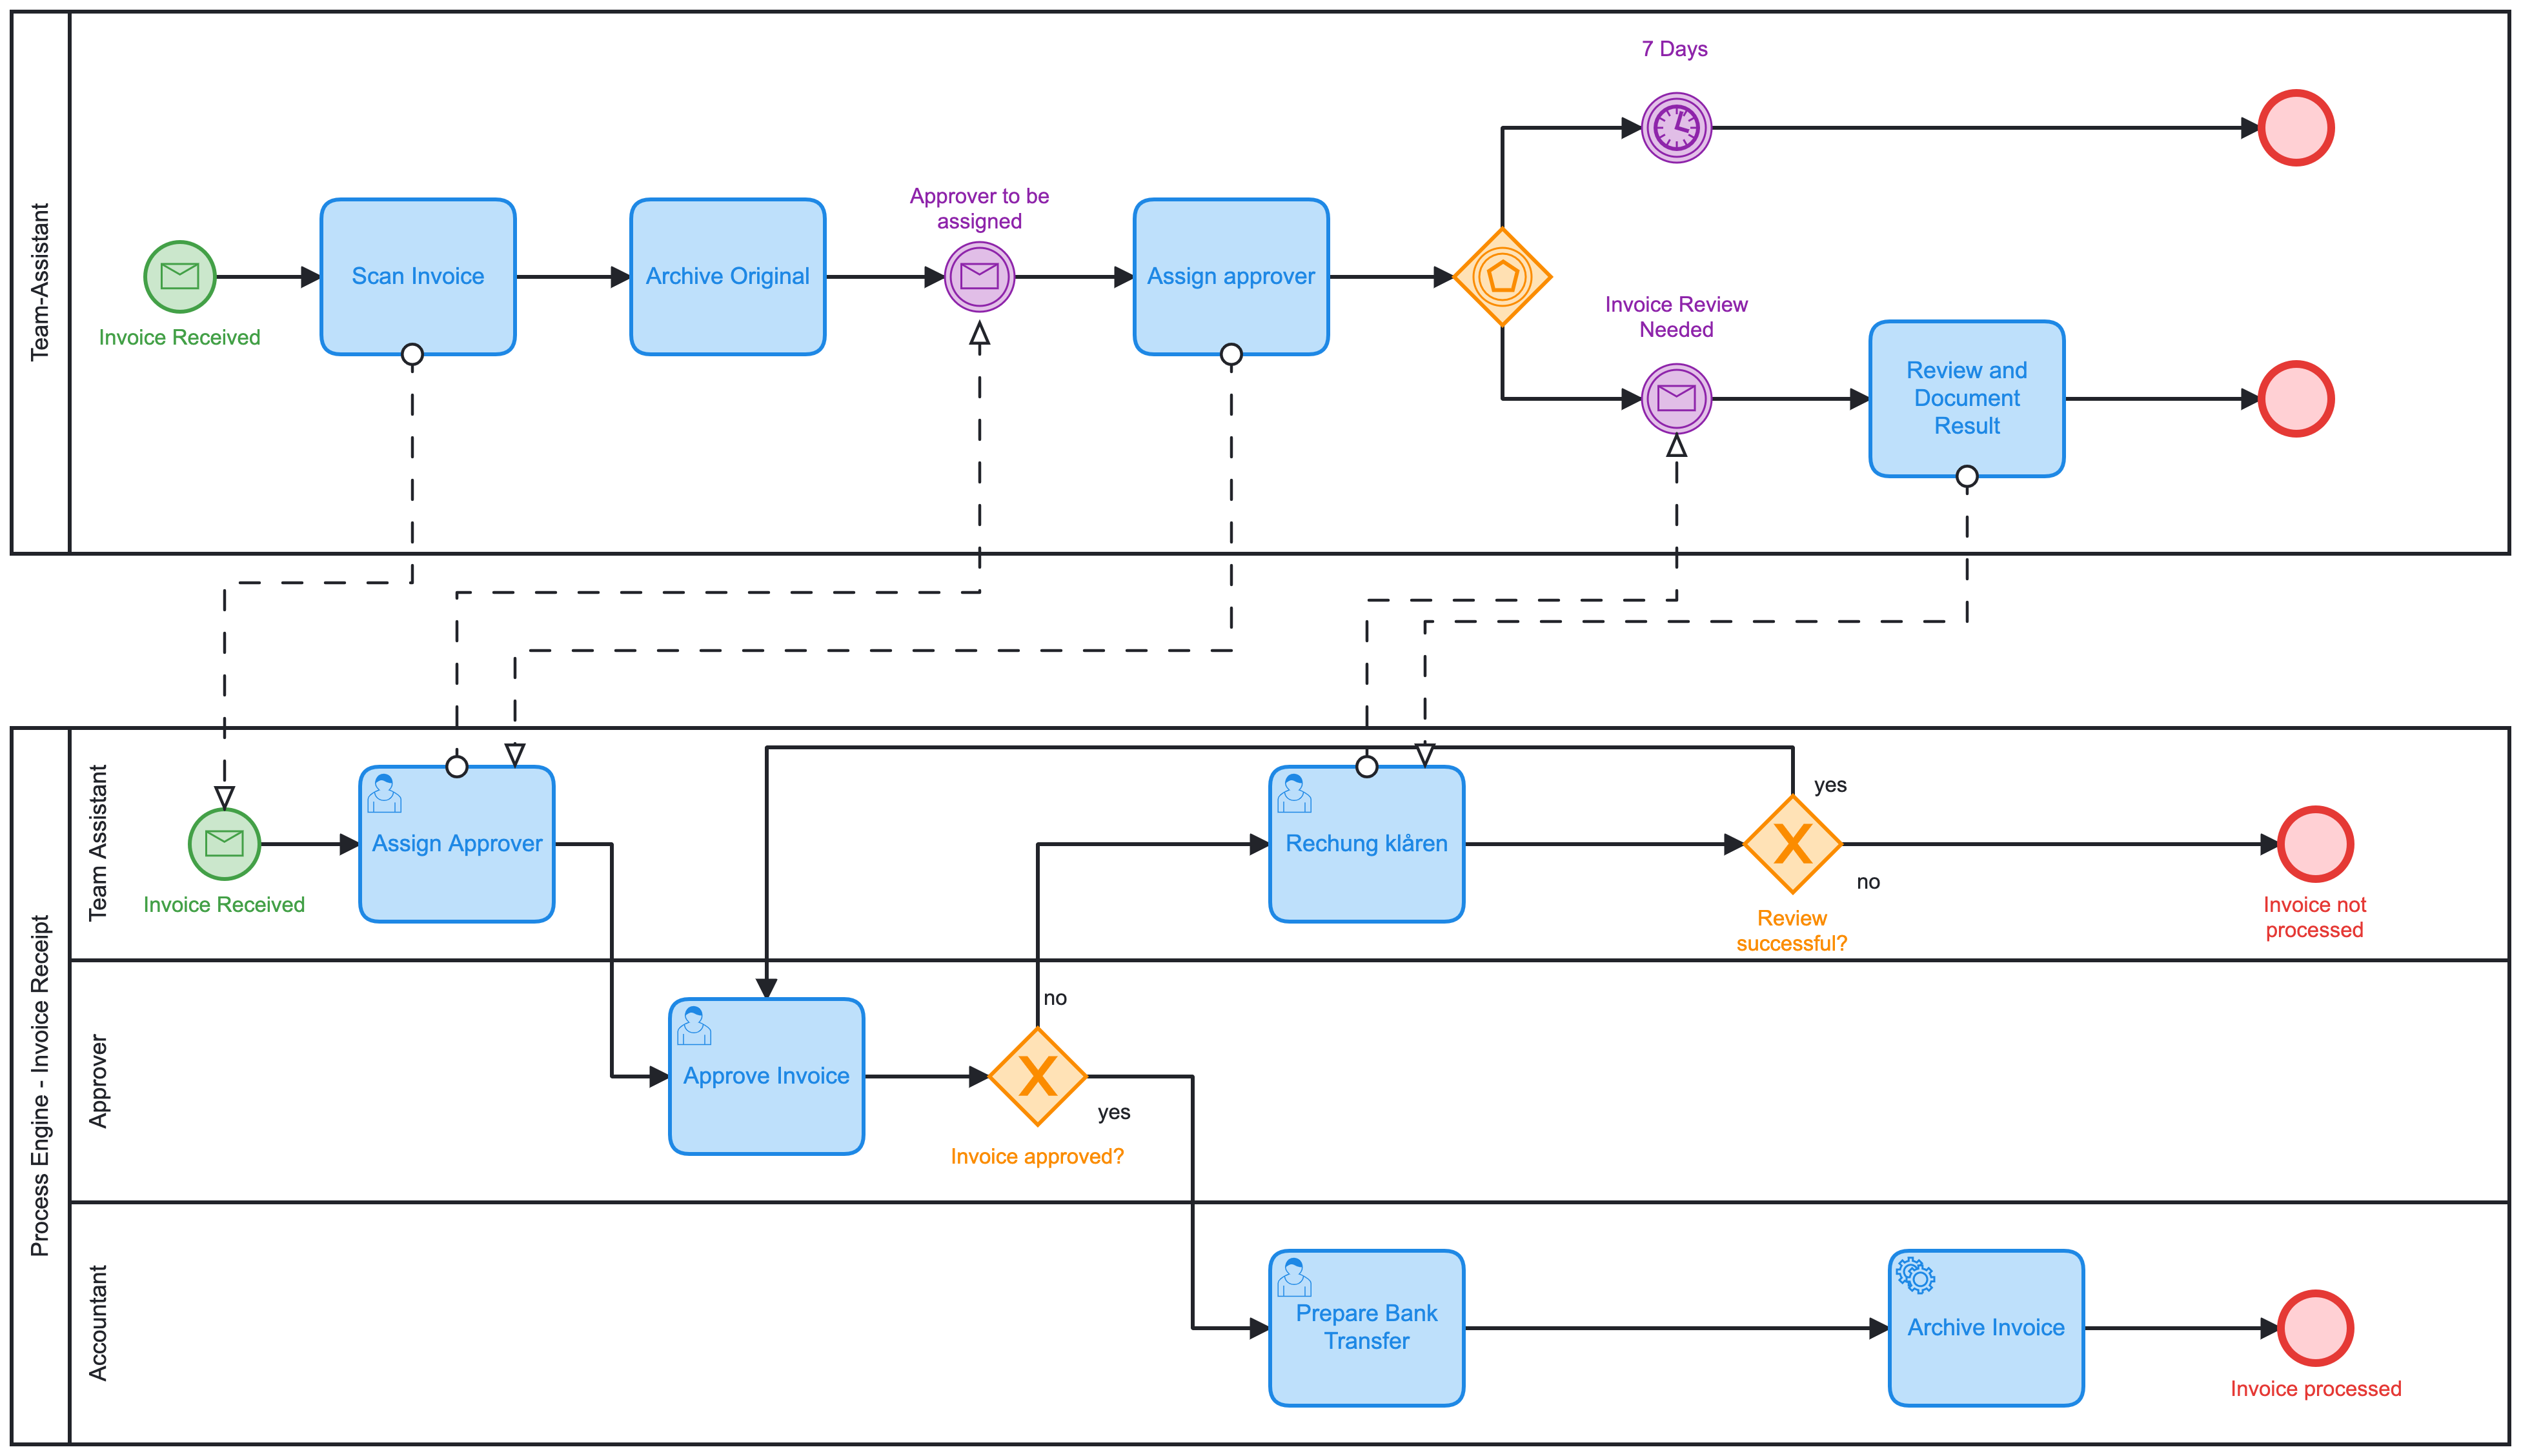 Team-Assistant
7 Days
Approver to be
assigned
Scan Invoice
Archive Original
Assign approver
Invoice Received
Invoice Review
Needed
Review and
Document
Result
Process Engine - Invoice Receipt
Team Assistant
Invoice Received
Assign Approver
Rechung klåren
yes
no
Review
successful?
Invoice not
processed
Approver
Approve Invoice
no
yes
Invoice approved?
Accountant
Prepare Bank
Transfer
Archive Invoice
Invoice processed